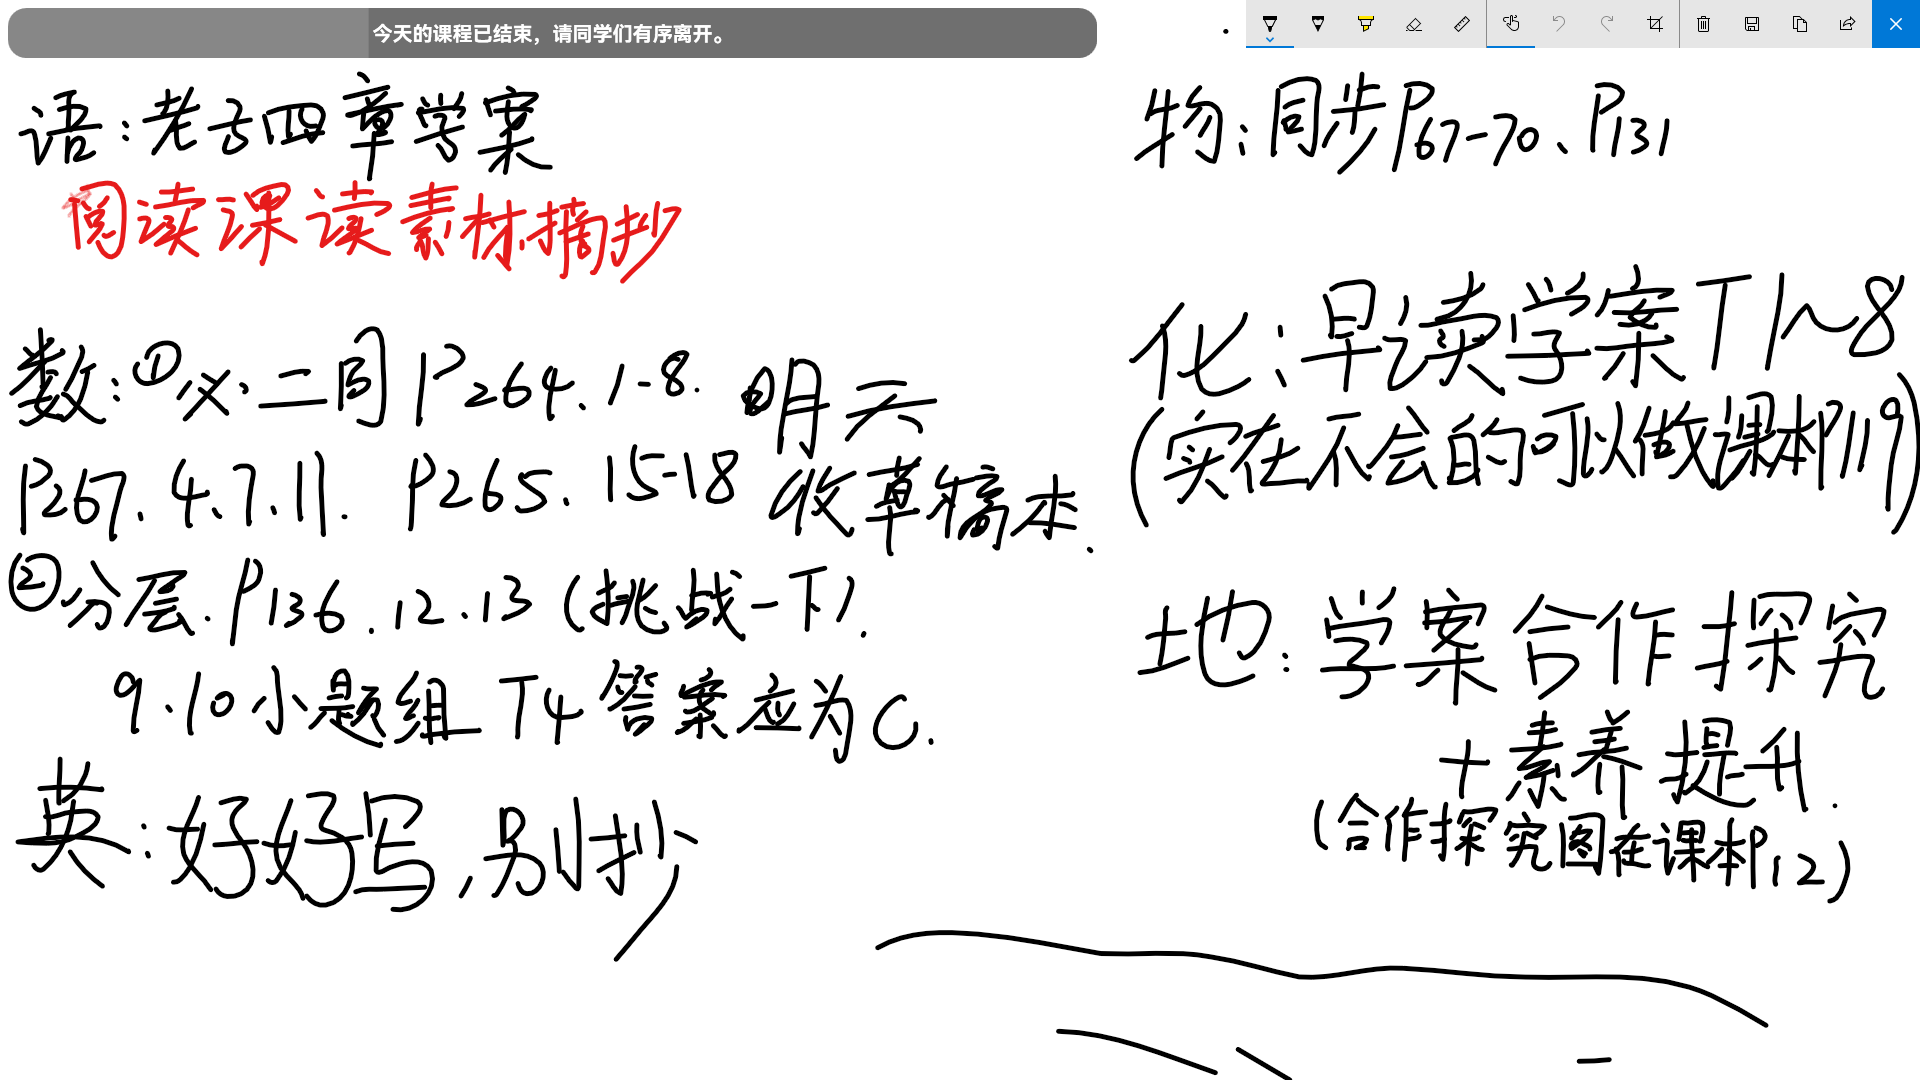 今天的课程已结束，请同学们有序离开。
语：老子四章学案
阅读课读素材摘抄
数：①必二同 P264. 1-8.
P267. 4. 7. 11. P265. 15-18
明天
收草稿本.
②分层. P136. 12. 13 (挑战一下).
9. 10 小题组 T4 答案应为 C.
英：好好写，别抄
物：同步P67-70、P131
化：早读学案T1~8
(实在不会的可以做课本P119)
地：学案合作探究
+素养提升.
(合作探究图在课本P12)